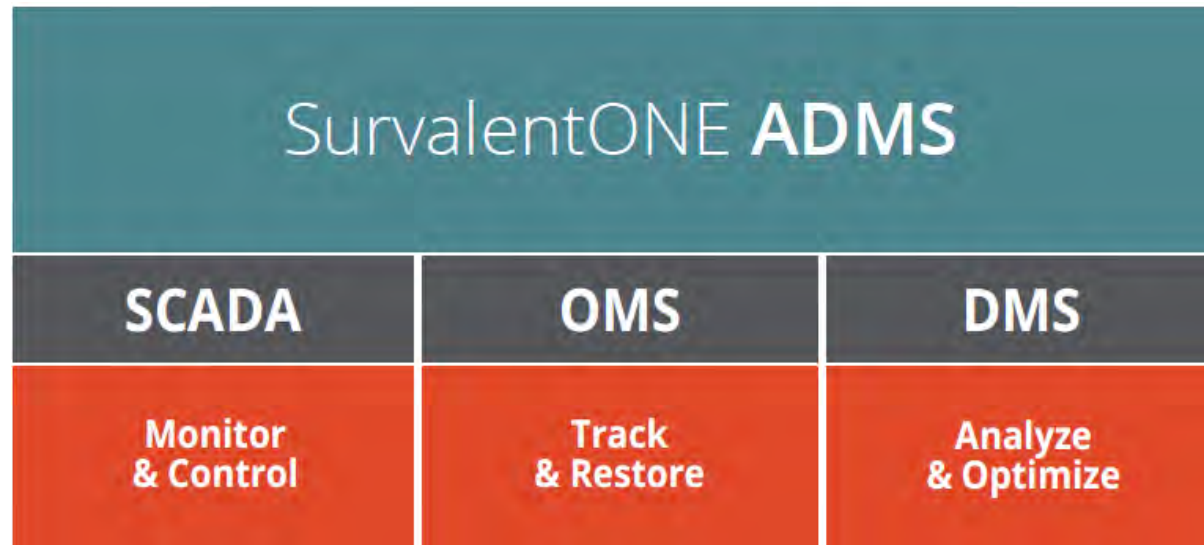 SurvalentONE ADMS
SCADA
OMS
DMS
Monitor
& Control
Track
& Restore
Analyze
& Optimize